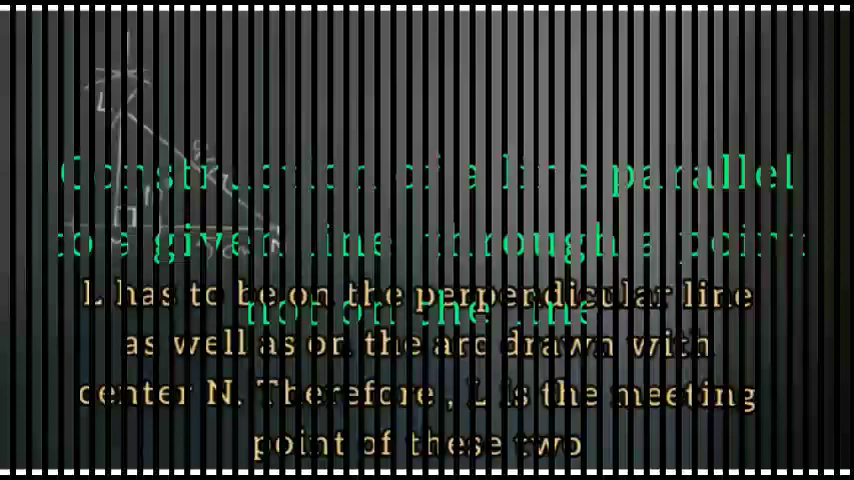 Construction of a line parallel
to a given line through a point
not on the line
L has to be on the perpendicular line
as well as on the arc drawn with
center N. Therefore, L is the meeting
point of these two